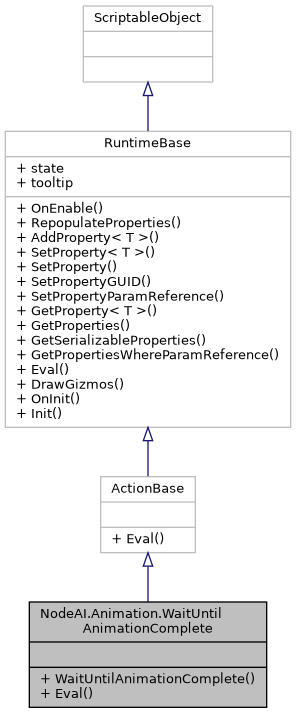 ScriptableObject
RuntimeBase
+ state
+ tooltip
+ OnEnable()
+ RepopulateProperties()
+ AddProperty< T >()
+ SetProperty< T >()
+ SetProperty()
+ SetPropertyGUID()
+ SetPropertyParamReference()
+ GetProperty< T >()
+ GetProperties()
+ GetSerializableProperties()
+ GetPropertiesWhereParamReference()
+ Eval()
+ DrawGizmos()
+ OnInit()
+ Init()
ActionBase
+ Eval()
NodeAI.Animation.WaitUntil
AnimationComplete
+ WaitUntilAnimationComplete()
+ Eval()